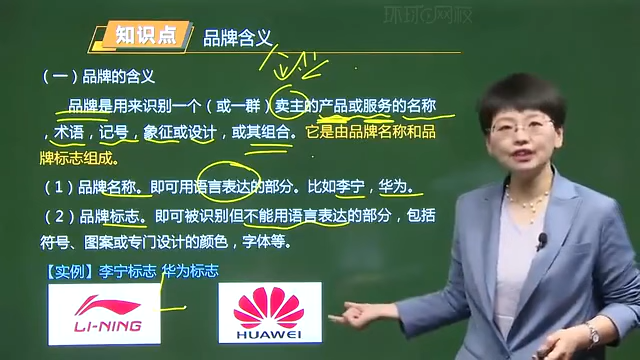 环球网校
知识点 品牌含义
（一）品牌的含义
品牌是用来识别一个（或一群）卖主的产品或服务的名称
，术语，记号，象征或设计，或其组合。它是由品牌名称和品
牌标志组成。
（1）品牌名称。即可用语言表达的部分。比如李宁，华为。
（2）品牌标志。即可被识别但不能用语言表达的部分，包括
符号、图案或专门设计的颜色，字体等。
【实例】李宁标志 华为标志
LI-NING
HUAWEI